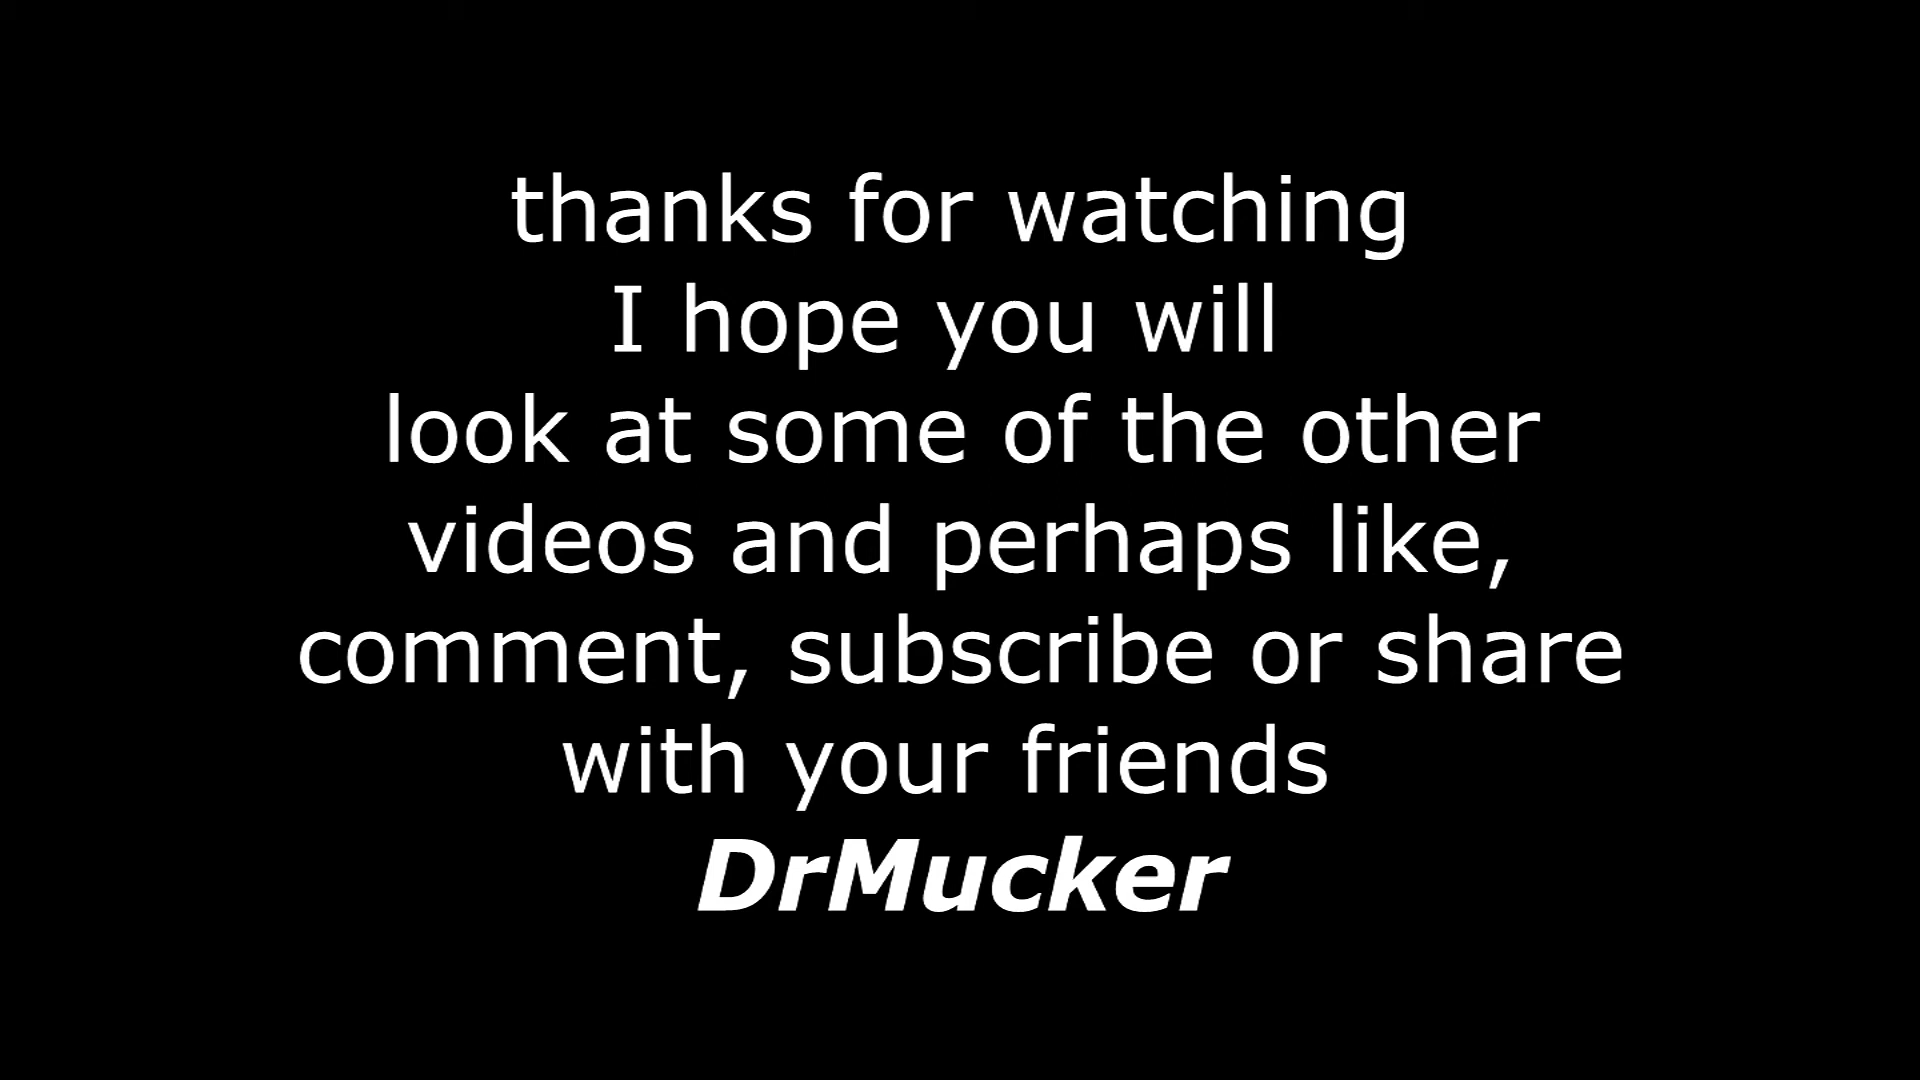 thanks for watching
I hope you will
look at some of the other
videos and perhaps like,
comment, subscribe or share
with your friends
DrMucker